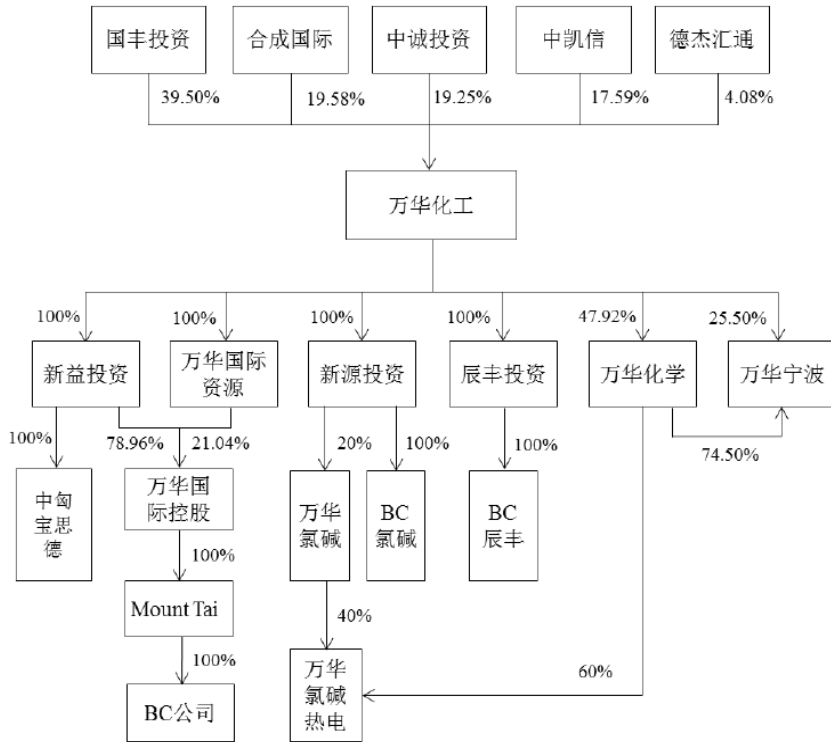 国丰投资
合成国际
中诚投资
中凯信
德杰汇通
39.50%
19.58%
19.25%
17.59%
4.08%
万华化工
100%
100%
100%
100%
47.92%
25.50%
新益投资
万华国际
资源
新源投资
辰丰投资
万华化学
万华宁波
100%
78.96%
21.04%
20%
100%
100%
74.50%
中匈
宝思
德
万华国
际控股
万华
氯碱
BC
氯碱
BC
辰丰
100%
Mount Tai
40%
100%
60%
BC公司
万华
氯碱
热电